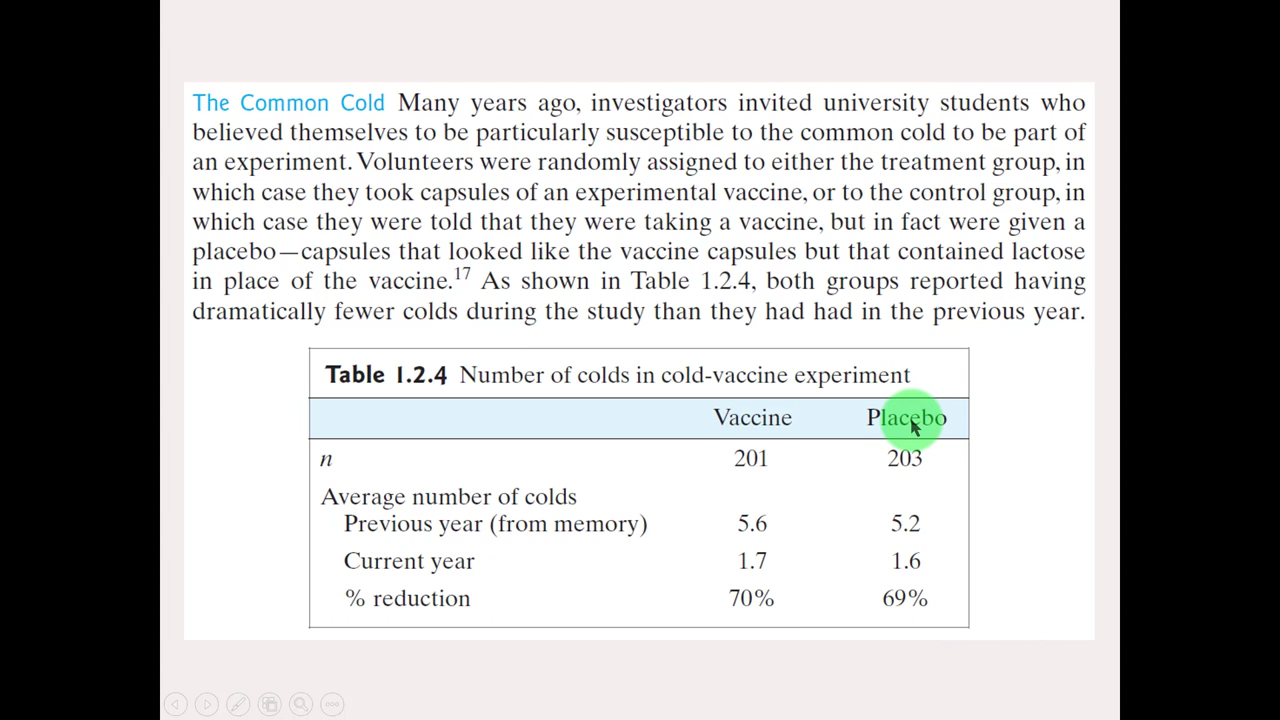 The Common Cold Many years ago, investigators invited university students who
believed themselves to be particularly susceptible to the common cold to be part of
an experiment. Volunteers were randomly assigned to either the treatment group, in
which case they took capsules of an experimental vaccine, or to the control group, in
which case they were told that they were taking a vaccine, but in fact were given a
placebo—capsules that looked like the vaccine capsules but that contained lactose
in place of the vaccine.17 As shown in Table 1.2.4, both groups reported having
dramatically fewer colds during the study than they had had in the previous year.
Table 1.2.4 Number of colds in cold-vaccine experiment
Vaccine Placebo
n 201 203
Average number of colds
Previous year (from memory) 5.6 5.2
Current year 1.7 1.6
% reduction 70% 69%